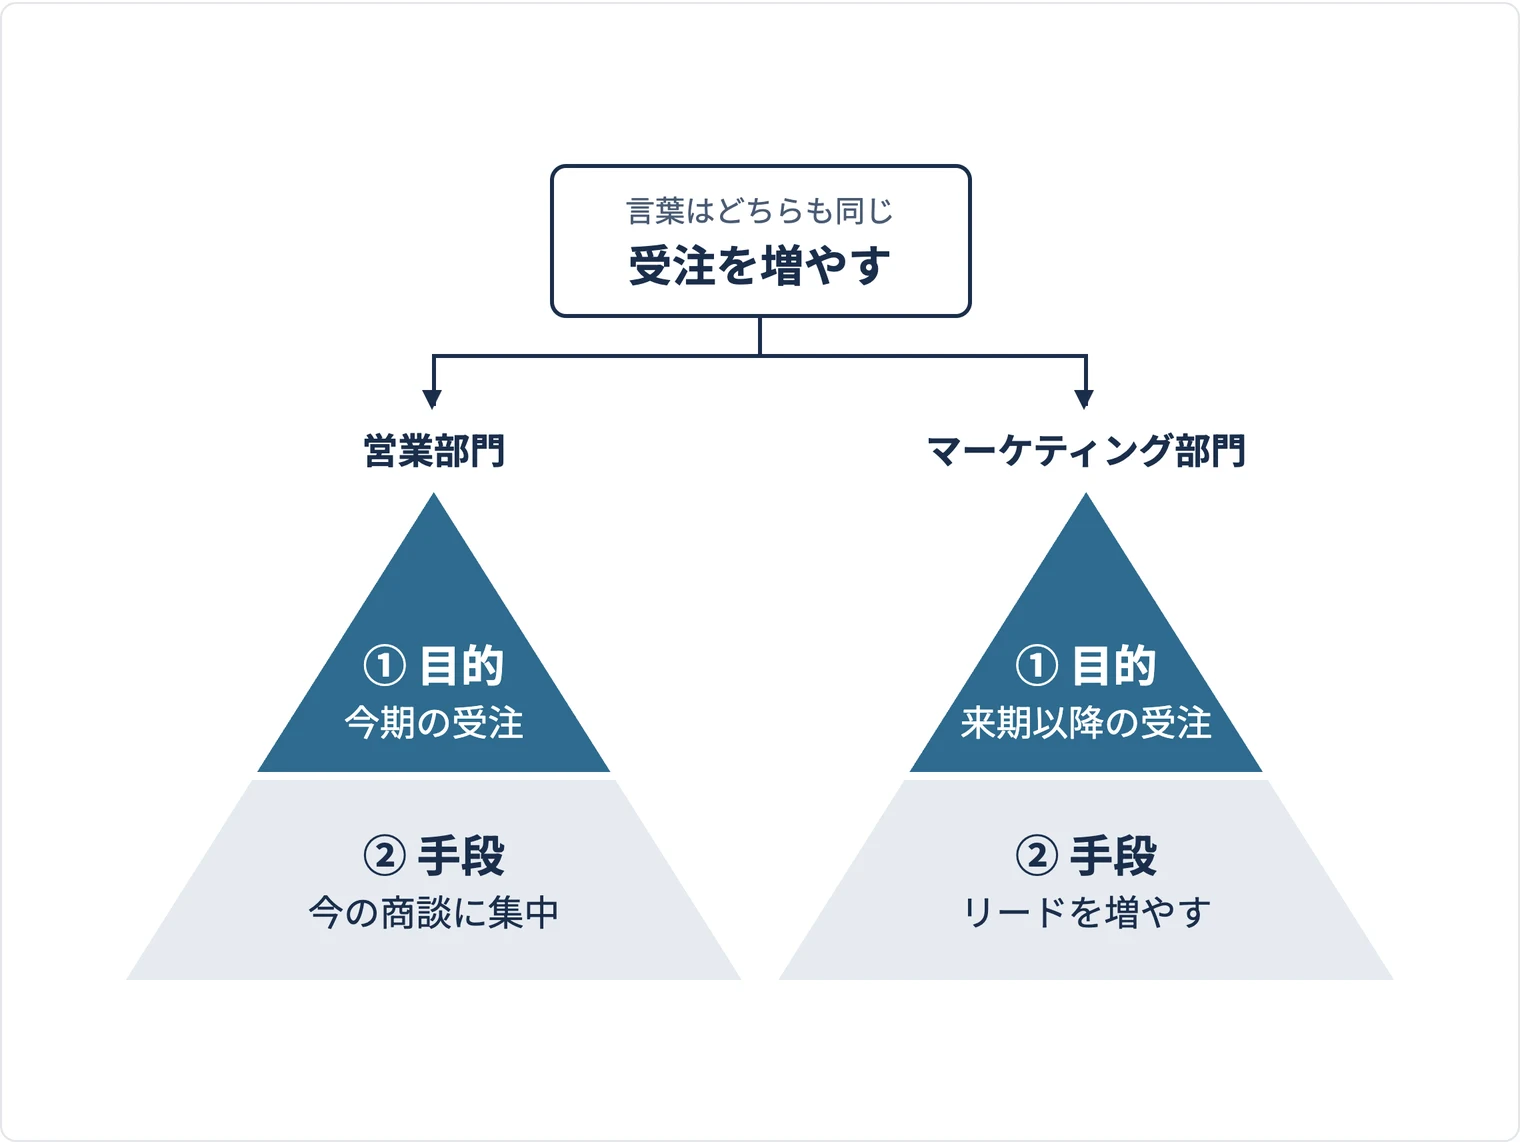 言葉はどちらも同じ
受注を増やす
営業部門
① 目的
今期の受注
② 手段
今の商談に集中
マーケティング部門
① 目的
来期以降の受注
② 手段
リードを増やす